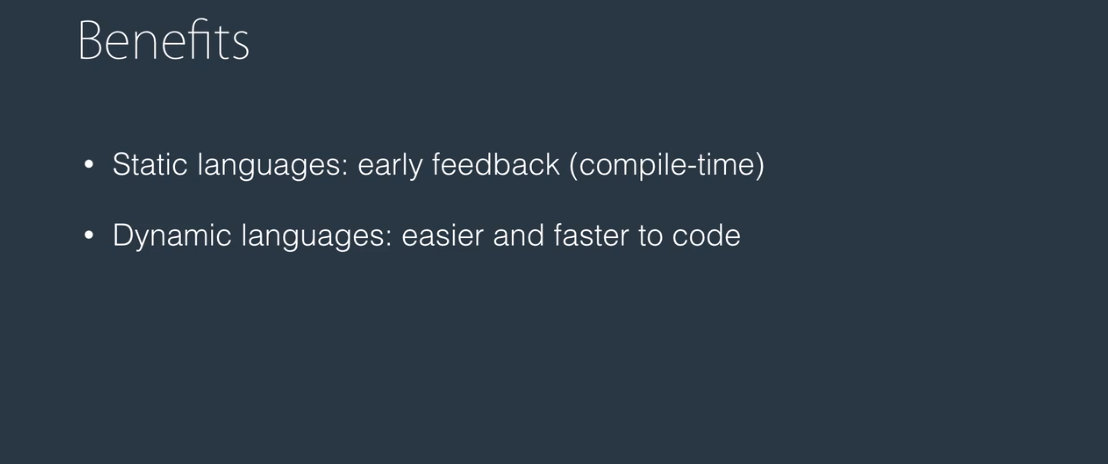 Benefits
• Static languages: early feedback (compile-time)
• Dynamic languages: easier and faster to code